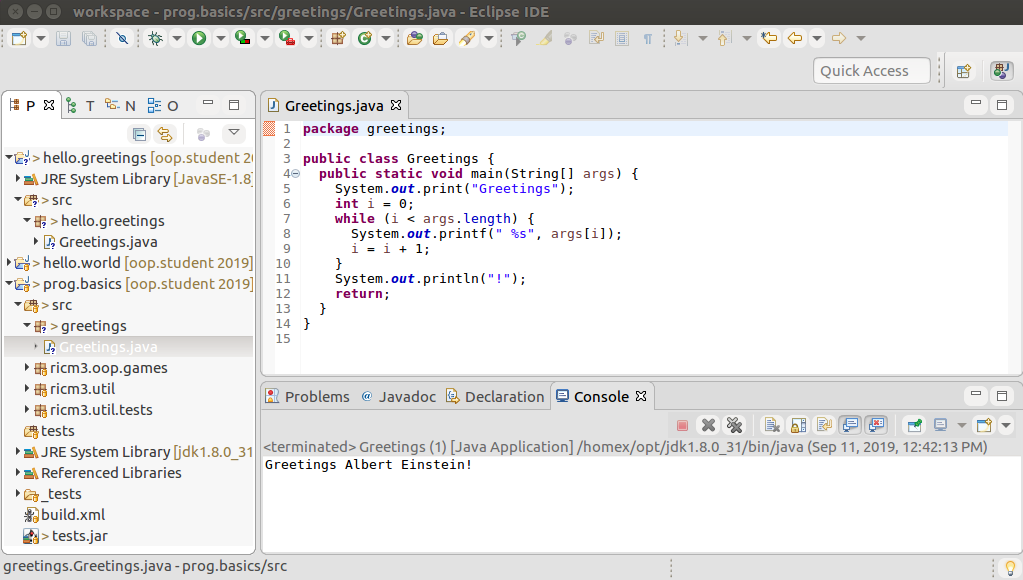 workspace - prog.basics/src/greetings/Greetings.java - Eclipse IDE
Quick Access
P T N O
> hello.greetings [oop.student 2
JRE System Library [JavaSE-1.8]
> src
> hello.greetings
Greetings.java
> hello.world [oop.student 2019]
> prog.basics [oop.student 2019]
> src
> greetings
Greetings.java
ricm3.oop.games
ricm3.util
ricm3.util.tests
tests
JRE System Library [jdk1.8.0_31
Referenced Libraries
_tests
build.xml
> tests.jar
Greetings.java
1 package greetings;
2
3 public class Greetings {
4 public static void main(String[] args) {
5 System.out.print("Greetings");
6 int i = 0;
7 while (i < args.length) {
8 System.out.printf(" %s", args[i]);
9 i = i + 1;
10 }
11 System.out.println("!");
12 return;
13 }
14 }
15
Problems @ Javadoc Declaration Console
<terminated> Greetings (1) [Java Application] /homex/opt/jdk1.8.0_31/bin/java (Sep 11, 2019, 12:42:13 PM)
Greetings Albert Einstein!
greetings.Greetings.java - prog.basics/src